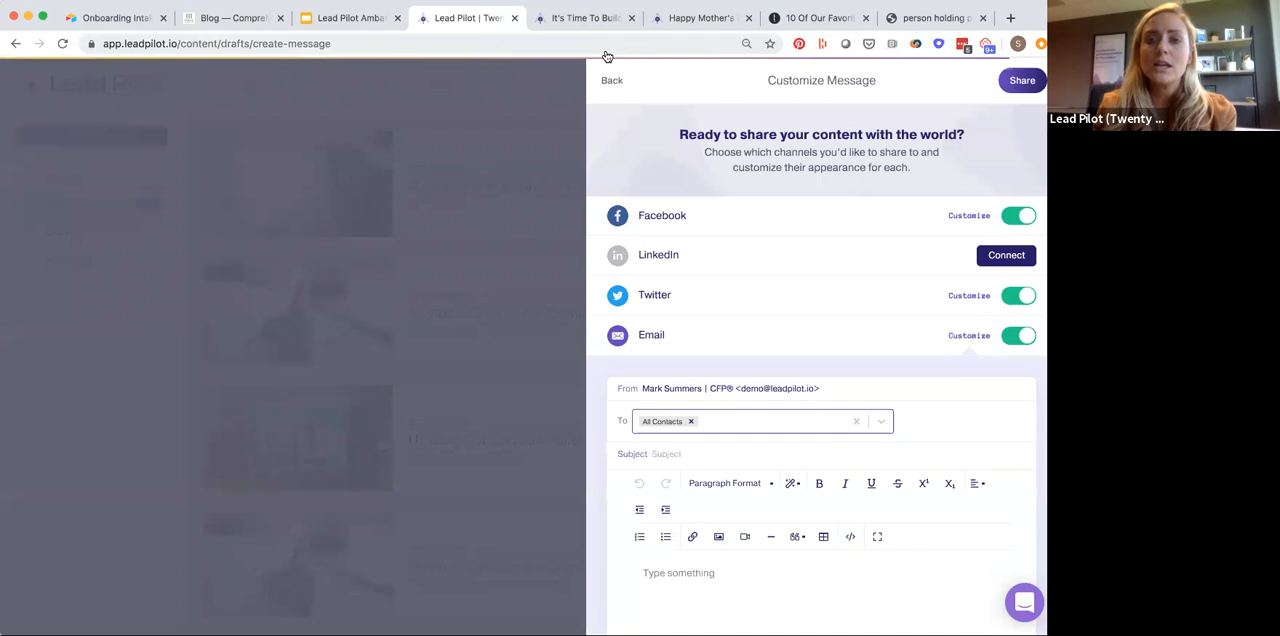 Onboarding Inta
Blog — Compreh
Lead Pilot Amba
Lead Pilot | Twen
It's Time To Buil
Happy Mother's
10 Of Our Favori
person holding p
app.leadpilot.io/content/drafts/create-message
6
9+
S
Back
Customize Message
Share
Lead Pilot (Twenty ...
Ready to share your content with the world?
Choose which channels you'd like to share to and
customize their appearance for each.
Facebook
Customize
LinkedIn
Connect
Twitter
Customize
Email
Customize
From Mark Summers | CFP® <demo@leadpilot.io>
To All Contacts
Subject Subject
Paragraph Format
Type something